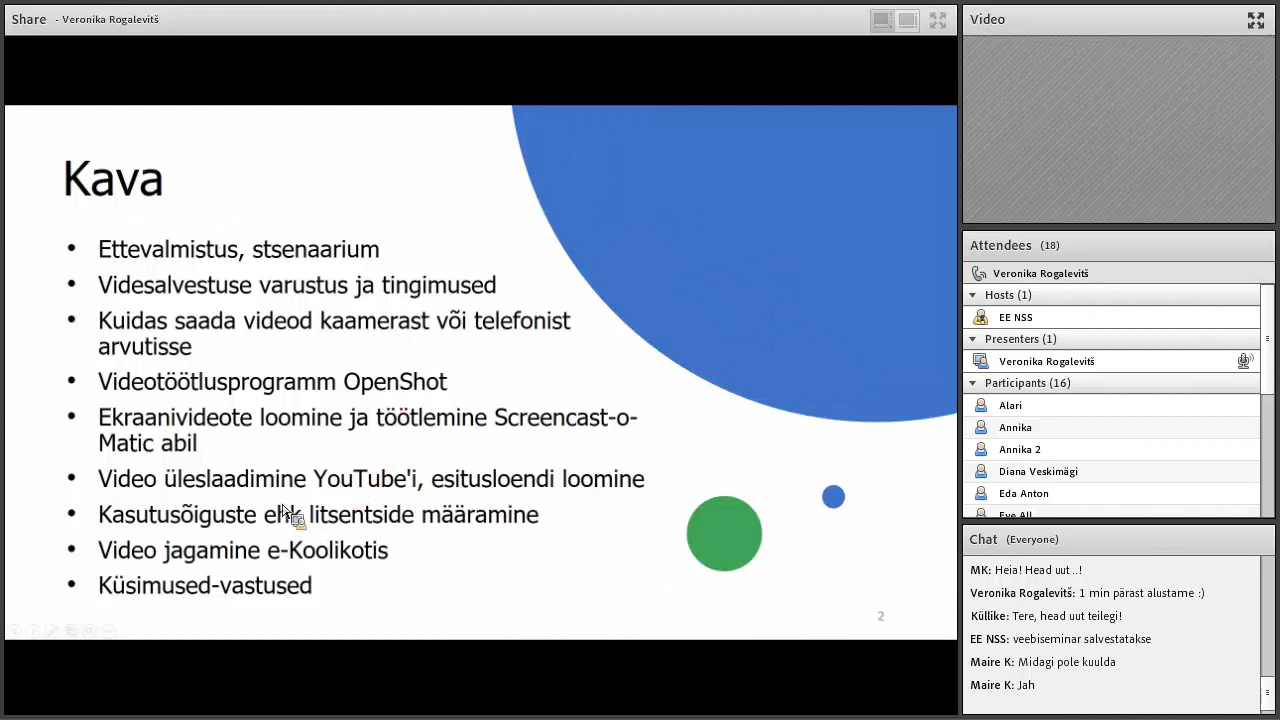 Share - Veronika Rogalevitš
Kava
• Ettevalmistus, stsenaarium
• Videsalvestuse varustus ja tingimused
• Kuidas saada videod kaamerast või telefonist
arvutisse
• Videotöötlusprogramm OpenShot
• Ekraanivideote loomine ja töötlemine Screencast-o-
Matic abil
• Video üleslaadimine YouTube'i, esitusloendi loomine
• Kasutusõiguste ehk litsentside määramine
• Video jagamine e-Koolikotis
• Küsimused-vastused
2
Video
Attendees (18)
Veronika Rogalevitš
Hosts (1)
EE NSS
Presenters (1)
Veronika Rogalevitš
Participants (16)
Alari
Annika
Annika 2
Diana Veskimägi
Eda Anton
Chat (Everyone)
MK: Heia! Head uut ..!
Veronika Rogalevitš: 1 min pärast alustame :)
Küllike: Tere, head uut teilegi!
EE NSS: veebiseminar salvestatakse
Maire K: Midagi pole kuulda
Maire K: Jah